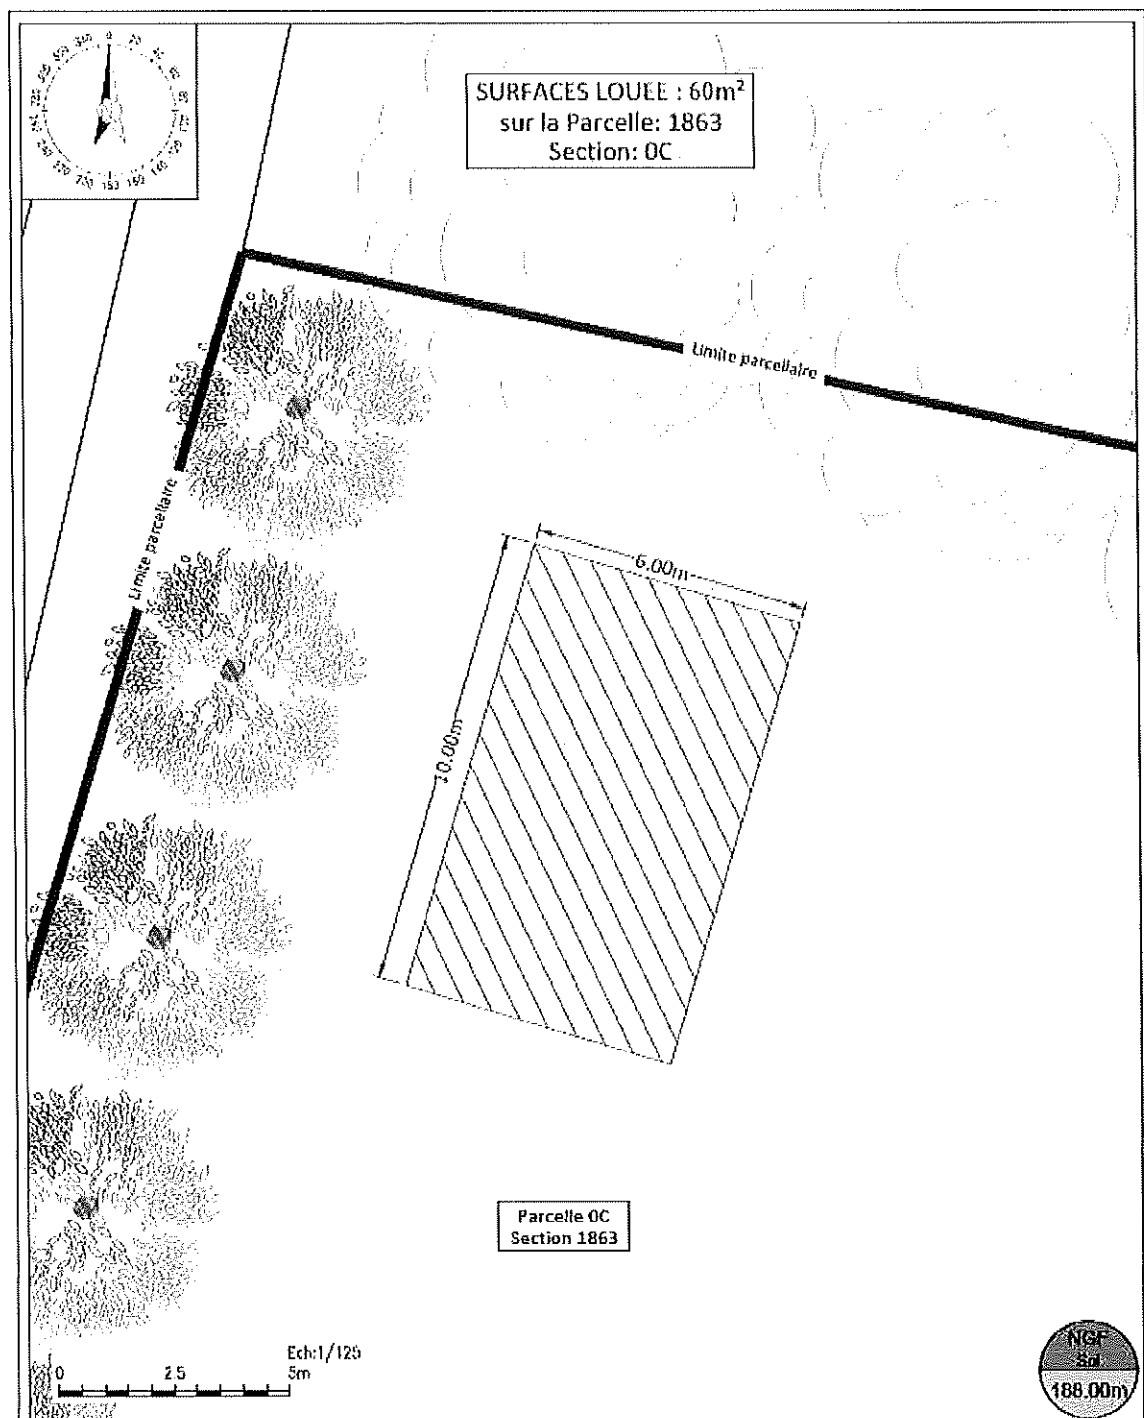 SURFACES LOUEE : 60m²
sur la Parcelle: 1863
Section: 0C
Limite parcellaire
Limite parcellaire
6.00m
10.00m
Parcelle 0C
Section 1863
Ech:1/125
0 2.5 5m
NGF
Sol
188.00m